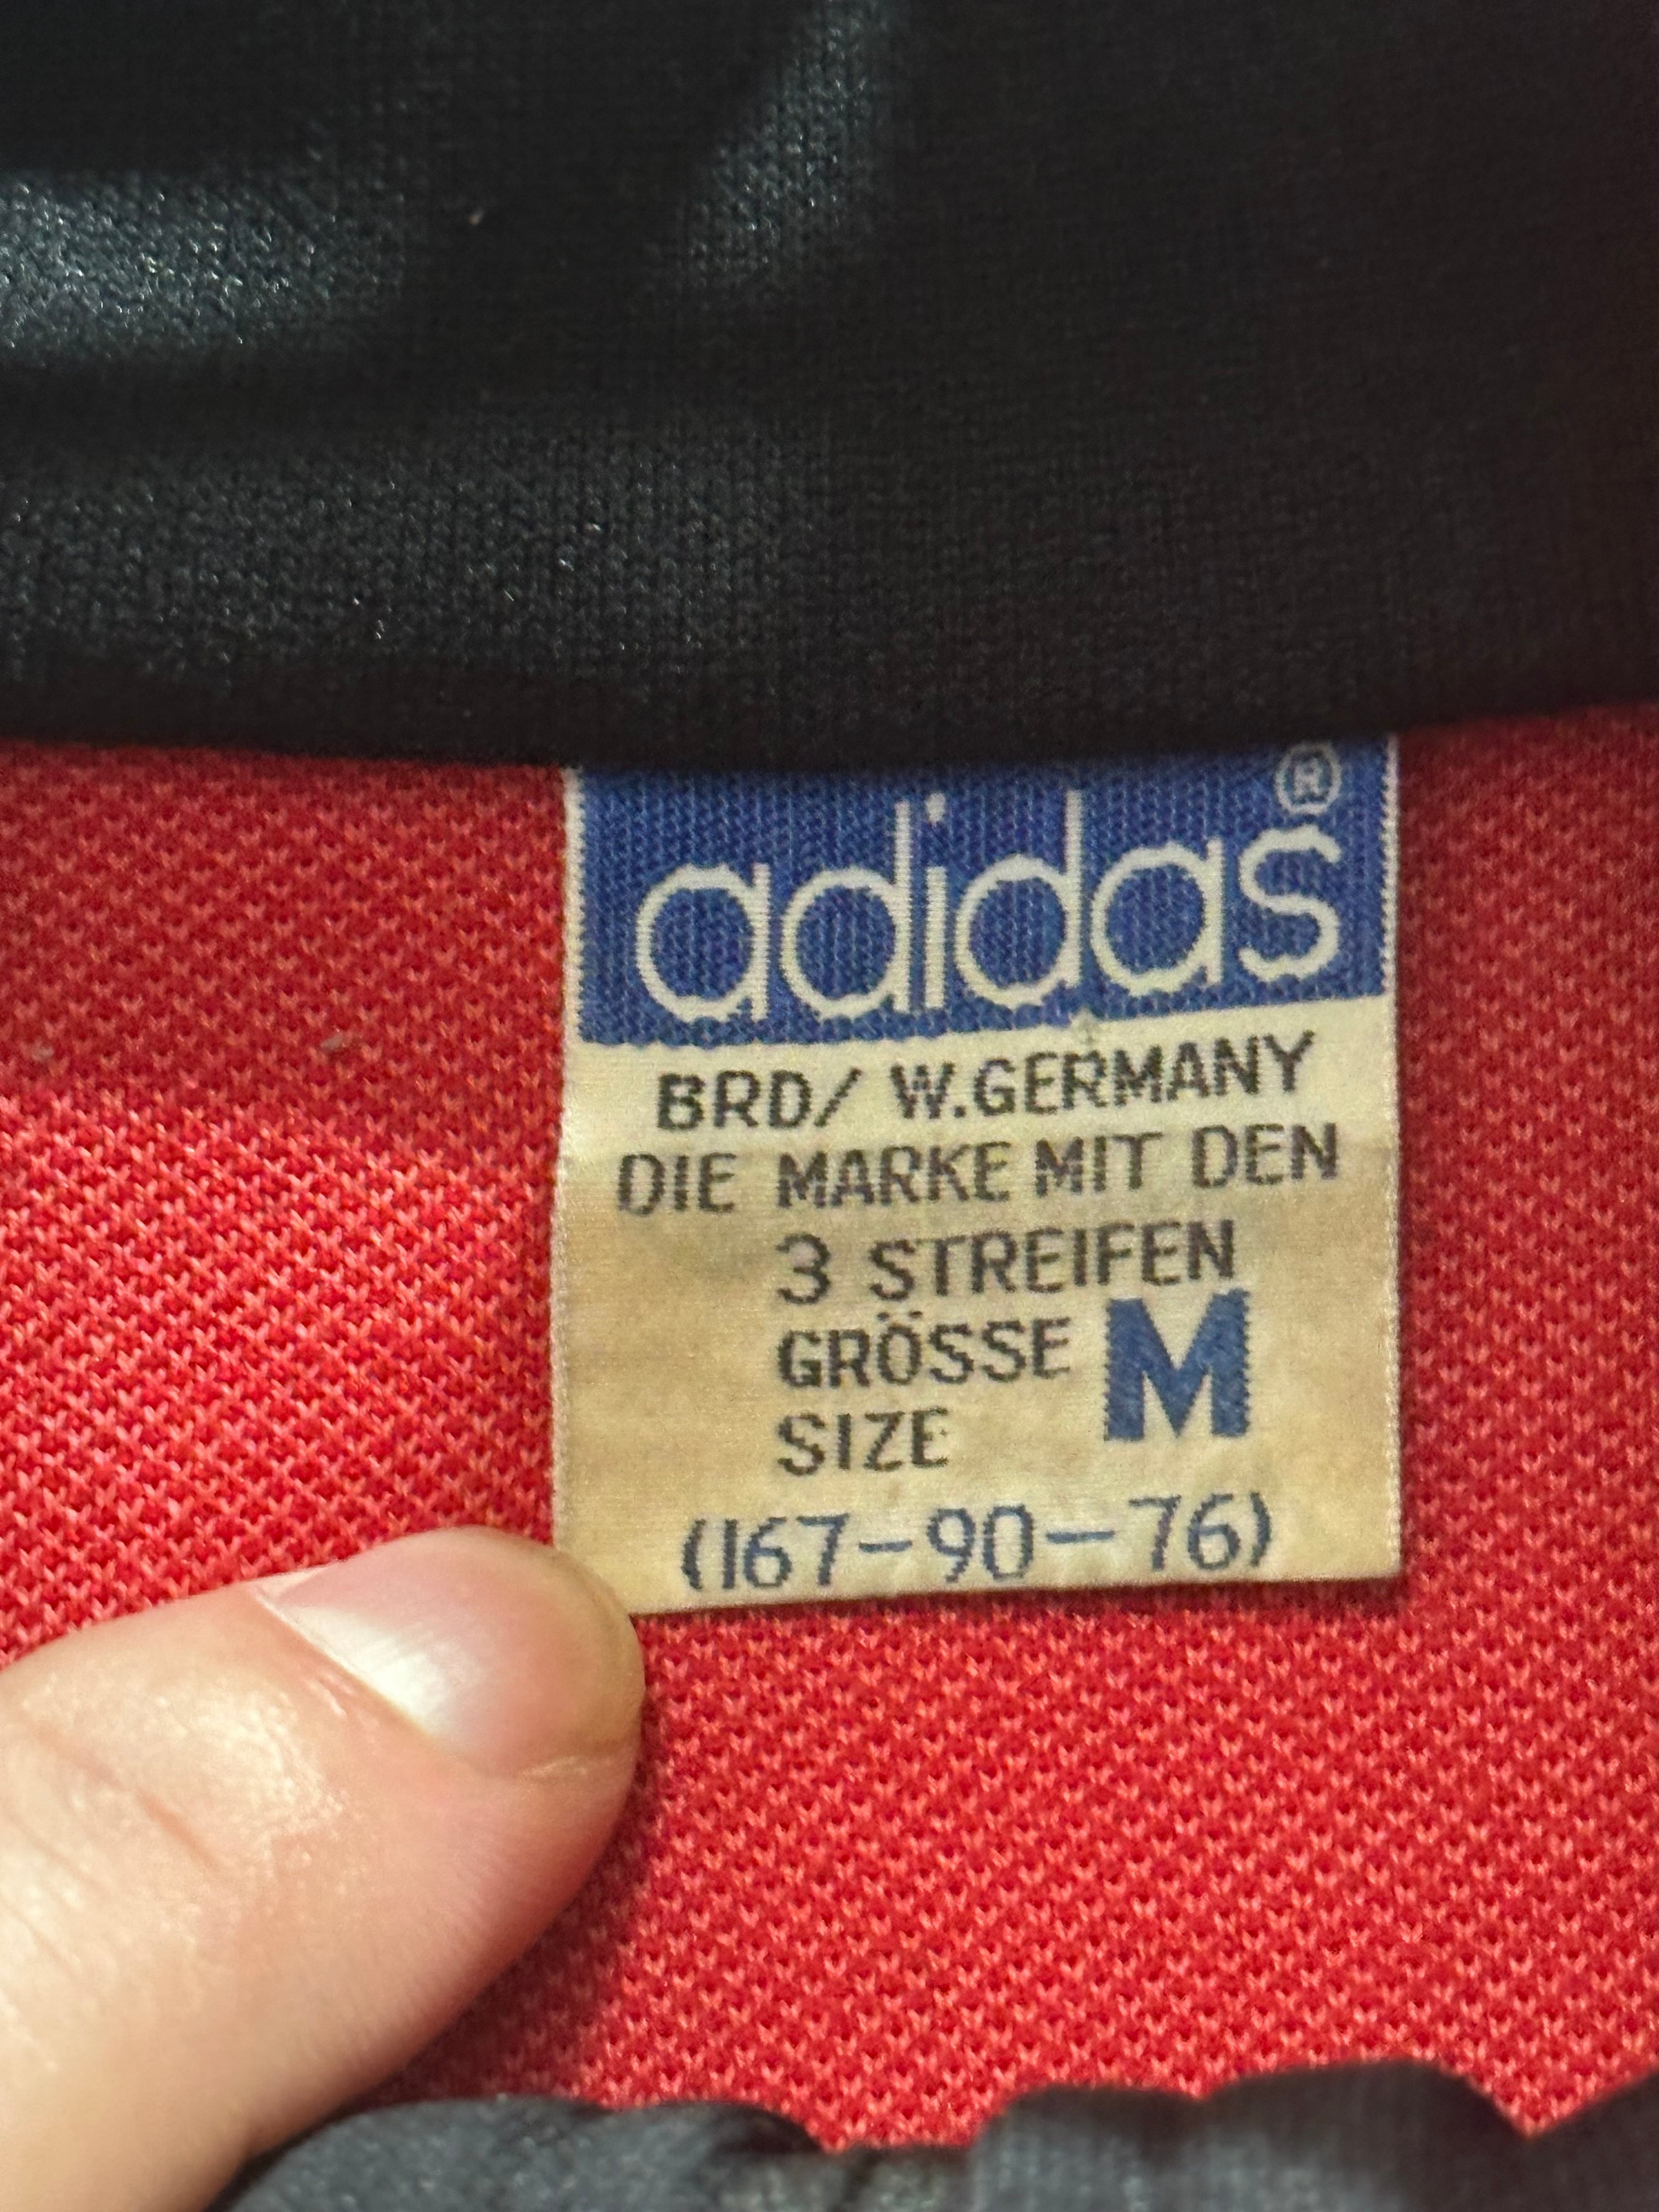 adidas®
BRD/ W.GERMANY
DIE MARKE MIT DEN
3 STREIFEN
GRÖSSE M
SIZE
(167-90-76)